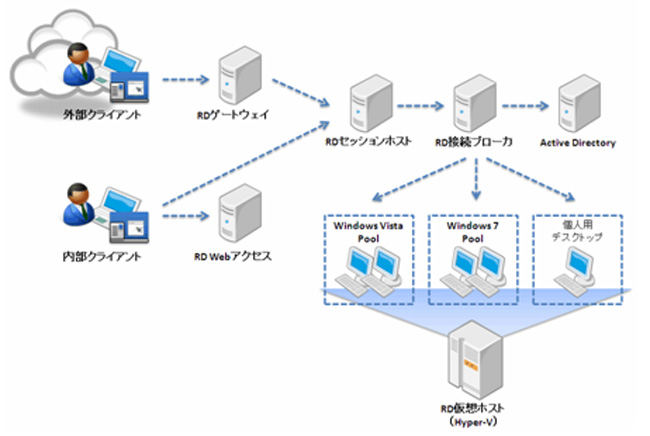 外部クライアント
RDゲートウェイ
RDセッションホスト
RD接続ブローカ
Active Directory
内部クライアント
RD Webアクセス
Windows Vista
Pool
Windows 7
Pool
個人用
デスクトップ
RD仮想ホスト
(Hyper-V)